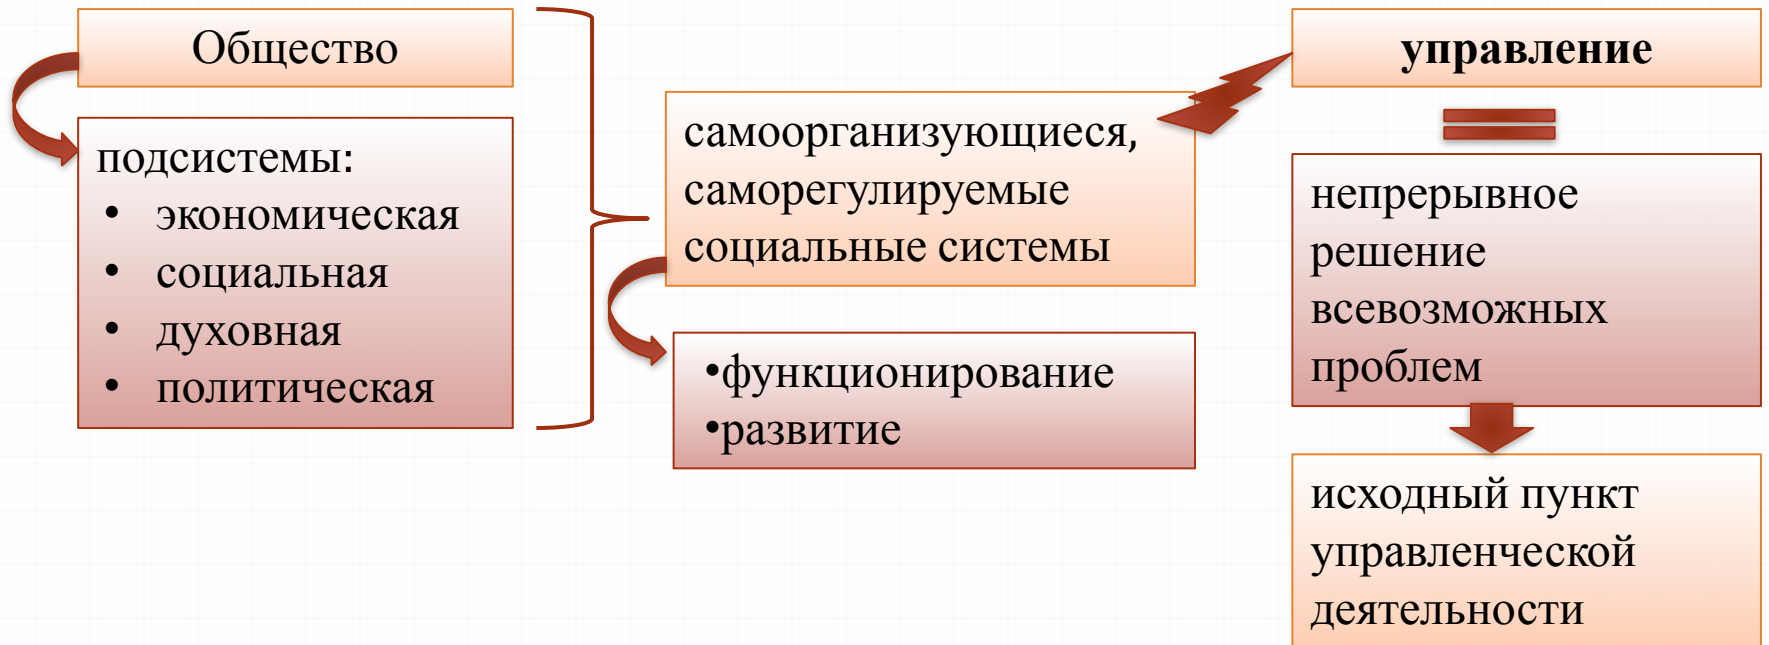 Общество
подсистемы:
• экономическая
• социальная
• духовная
• политическая
самоорганизующиеся,
саморегулируемые
социальные системы
•функционирование
•развитие
управление
непрерывное
решение
всевозможных
проблем
исходный пункт
управленческой
деятельности